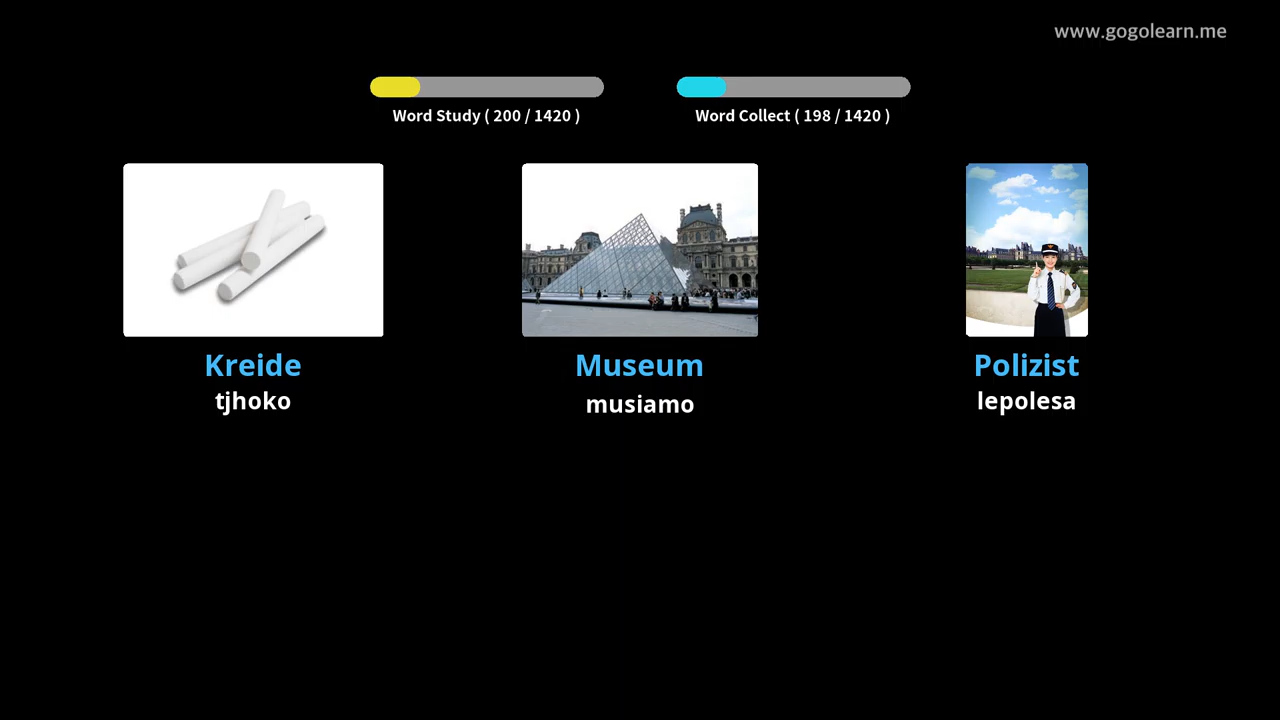 www.gogolearn.me
Word Study ( 200 / 1420 )
Word Collect ( 198 / 1420 )
Kreide
tjhoko
Museum
musiamo
Polizist
lepolesa